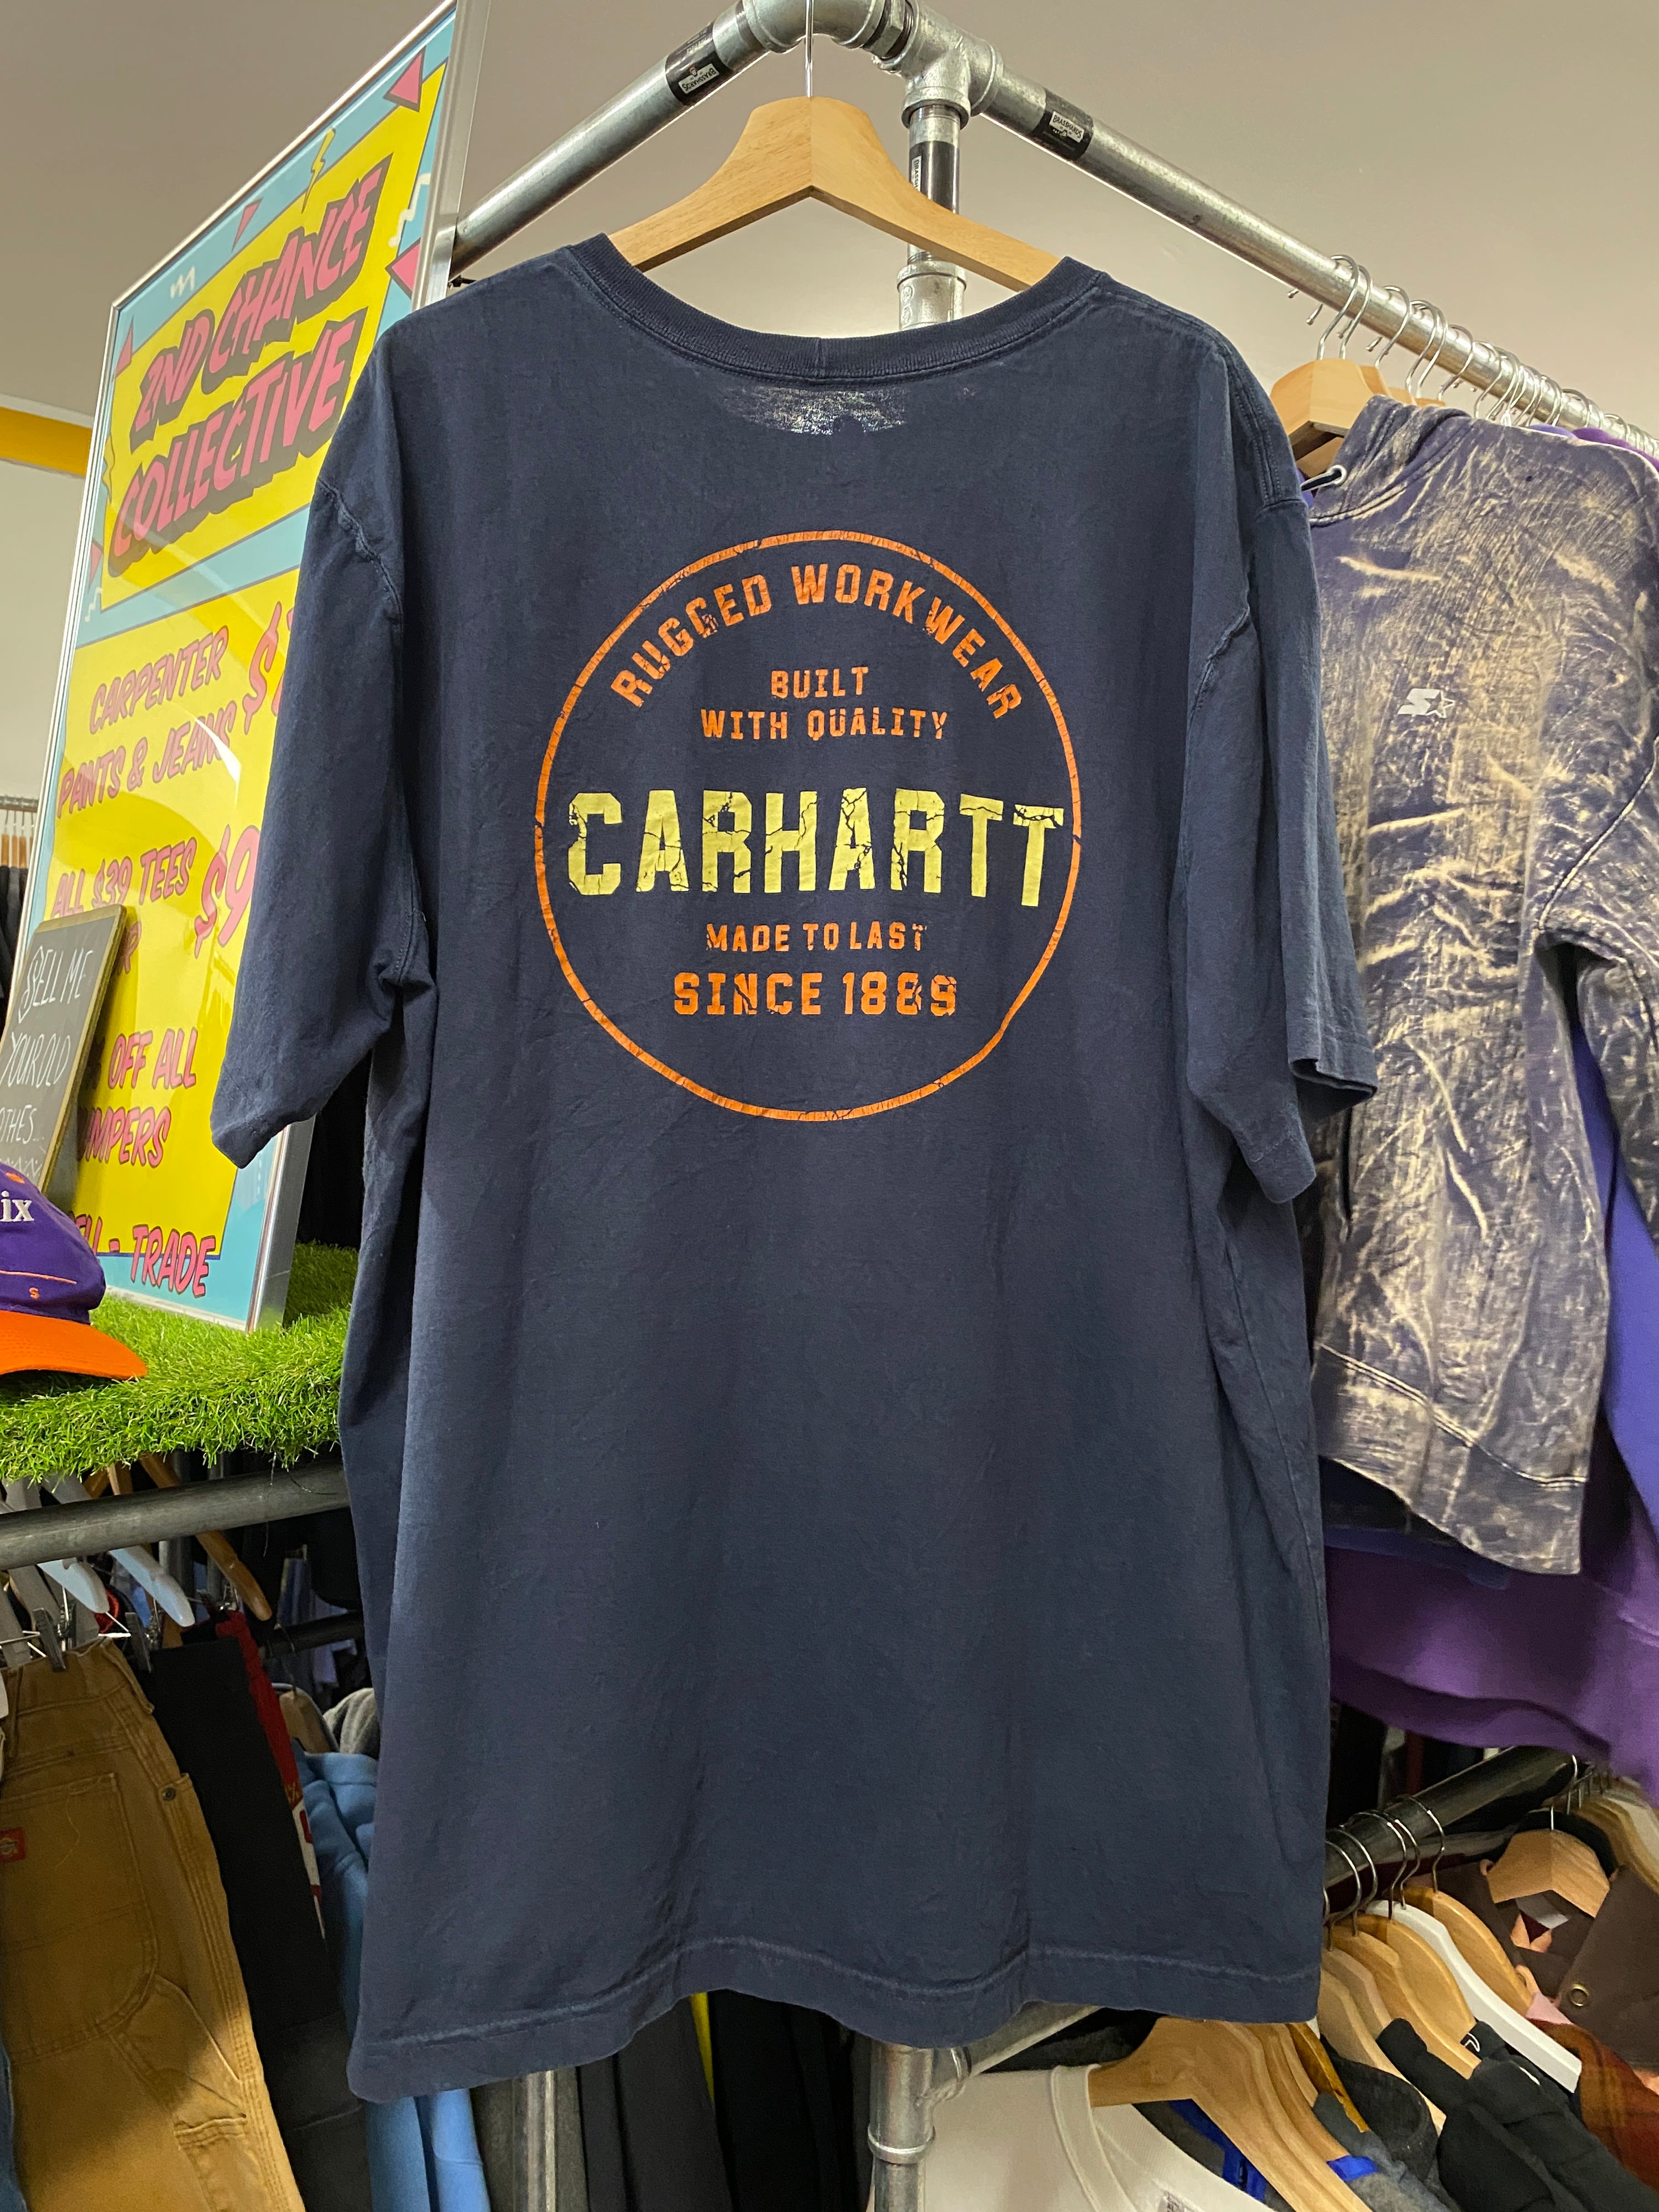 2ND CHANCE
COLLECTIVE
CARPENTER
PANTS & JEANS
ALL $39 TEES
OFF ALL
TRADE
SELL ME
YOUR OLD
RUGGED WORKWEAR
BUILT
WITH QUALITY
CARHARTT
MADE TO LAST
SINCE 1889